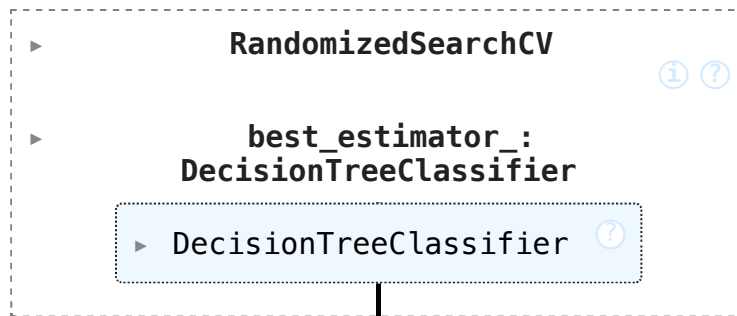 RandomizedSearchCV
i ?
best_estimator_:
DecisionTreeClassifier
DecisionTreeClassifier ?